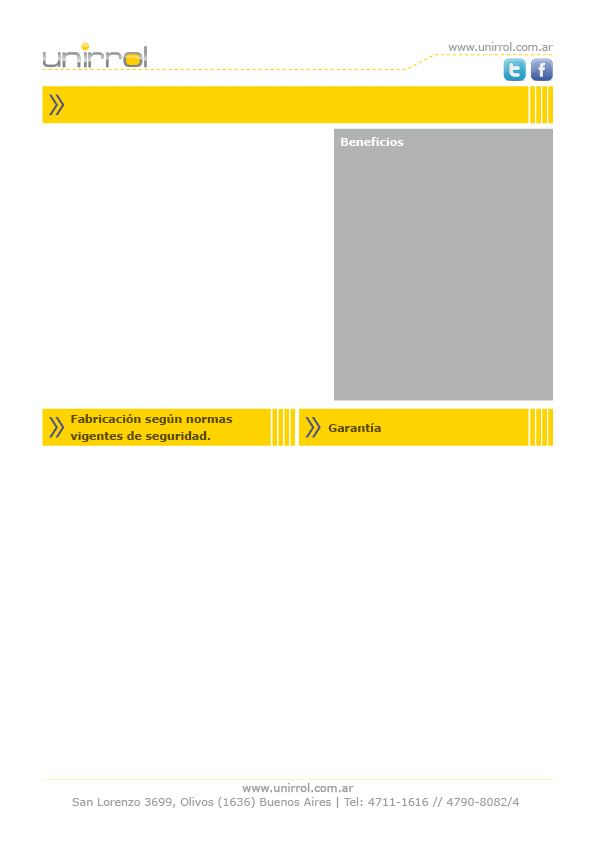 unirrol
www.unirrol.com.ar
Beneficios
Fabricación según normas
vigentes de seguridad.
Garantía
www.unirrol.com.ar
San Lorenzo 3699, Olivos (1636) Buenos Aires | Tel: 4711-1616 // 4790-8082/4